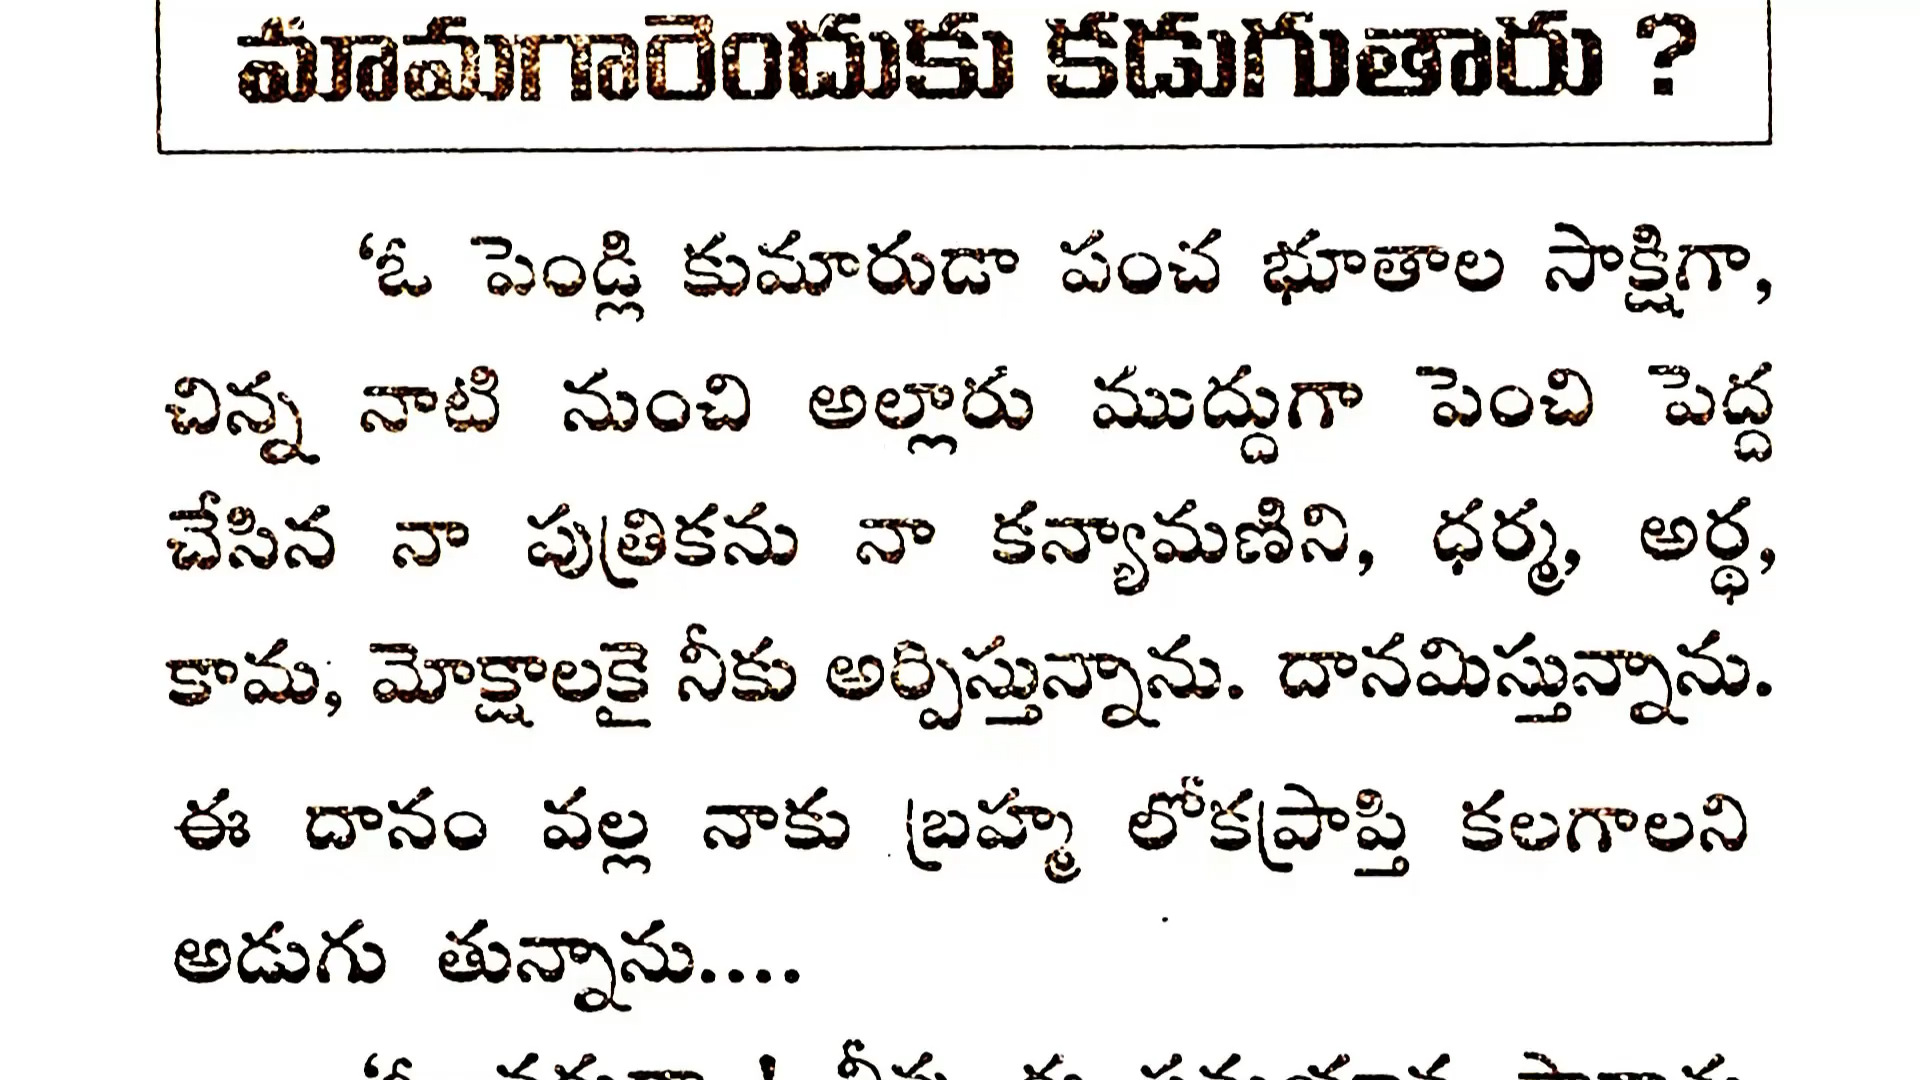 మామగారెందుకు కడుగుతారు ?
‘ఓ పెండ్లి కుమారుడా పంచ భూతాల సాక్షిగా,
చిన్న నాటి నుంచి అల్లారు ముద్దుగా పెంచి పెద్ద
చేసిన నా పుత్రికను నా కన్యామణిని, ధర్మ, అర్థ,
కామ, మోక్షాలకై నీకు అర్పిస్తున్నాను. దానమిస్తున్నాను.
ఈ దానం వల్ల నాకు బ్రహ్మ లోకప్రాప్తి కలగాలని
అడుగు తున్నాను....